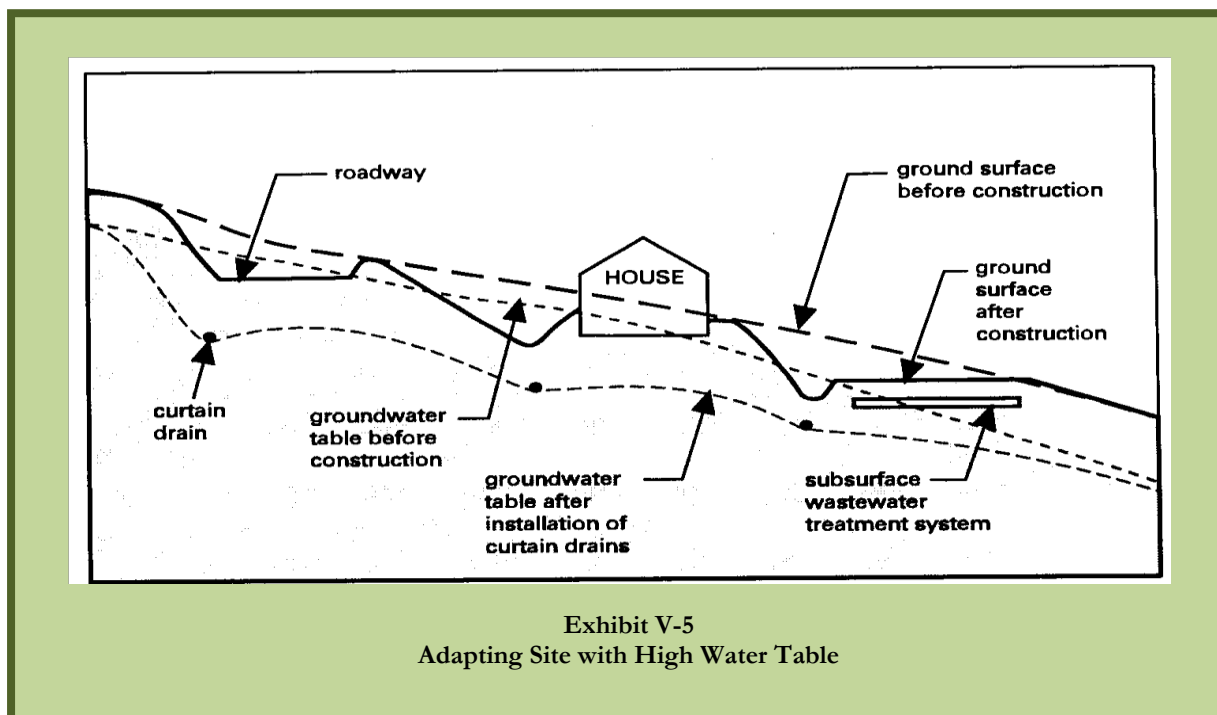 roadway
ground surface
before construction
HOUSE
ground
surface
after
construction
curtain
drain
groundwater
table before
construction
groundwater
table after
installation of
curtain drains
subsurface
wastewater
treatment system
Exhibit V-5
Adapting Site with High Water Table